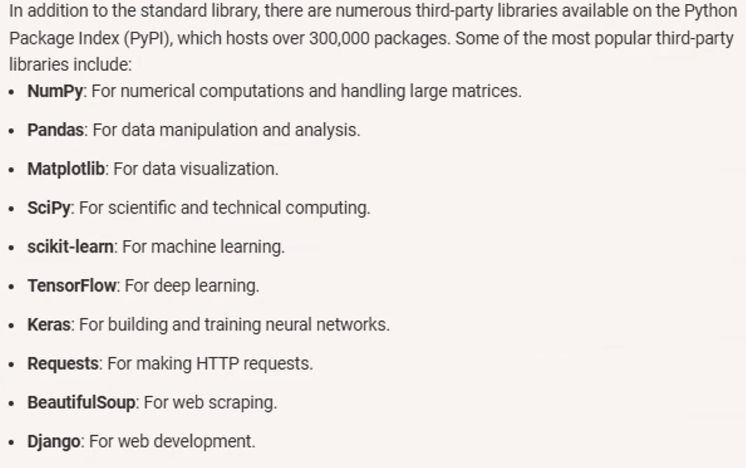 In addition to the standard library, there are numerous third-party libraries available on the Python
Package Index (PyPI), which hosts over 300,000 packages. Some of the most popular third-party
libraries include:
• NumPy: For numerical computations and handling large matrices.
• Pandas: For data manipulation and analysis.
• Matplotlib: For data visualization.
• SciPy: For scientific and technical computing.
• scikit-learn: For machine learning.
• TensorFlow: For deep learning.
• Keras: For building and training neural networks.
• Requests: For making HTTP requests.
• BeautifulSoup: For web scraping.
• Django: For web development.